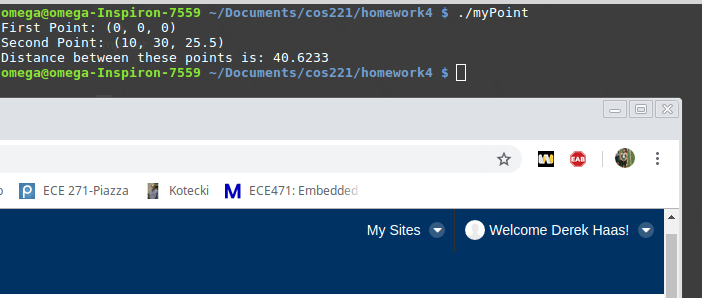 omega@omega-Inspiron-7559 ~/Documents/cos221/homework4 $ ./myPoint
First Point: (0, 0, 0)
Second Point: (10, 30, 25.5)
Distance between these points is: 40.6233
omega@omega-Inspiron-7559 ~/Documents/cos221/homework4 $
W EAB
ECE 271-Piazza Kotecki M ECE471: Embedded
My Sites Welcome Derek Haas!